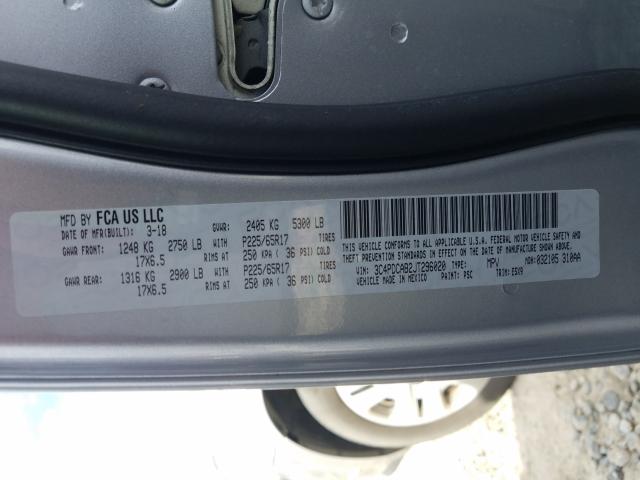 MFD BY FCA US LLC
DATE OF MFR(BUILT): 3-18 GVWR: 2405 KG 5300 LB
GAWR FRONT: 1248 KG 2750 LB P225/65R17 TIRES
17X6.5 RIMS AT 250 KPA ( 36 PSI) COLD
GAWR REAR: 1316 KG 2900 LB P225/65R17 TIRES
17X6.5 RIMS AT 250 KPA ( 36 PSI) COLD
THIS VEHICLE CONFORMS TO ALL APPLICABLE U.S.A. FEDERAL MOTOR VEHICLE SAFETY AND
THEFT PREVENTION STANDARDS IN EFFECT ON THE DATE OF MANUFACTURE SHOWN ABOVE.
VIN: 3C4PDCAB2JT296020 TYPE: MPV MDH: 032105 310AA
VEHICLE MADE IN MEXICO PAINT: PSC TRIM: E5X9